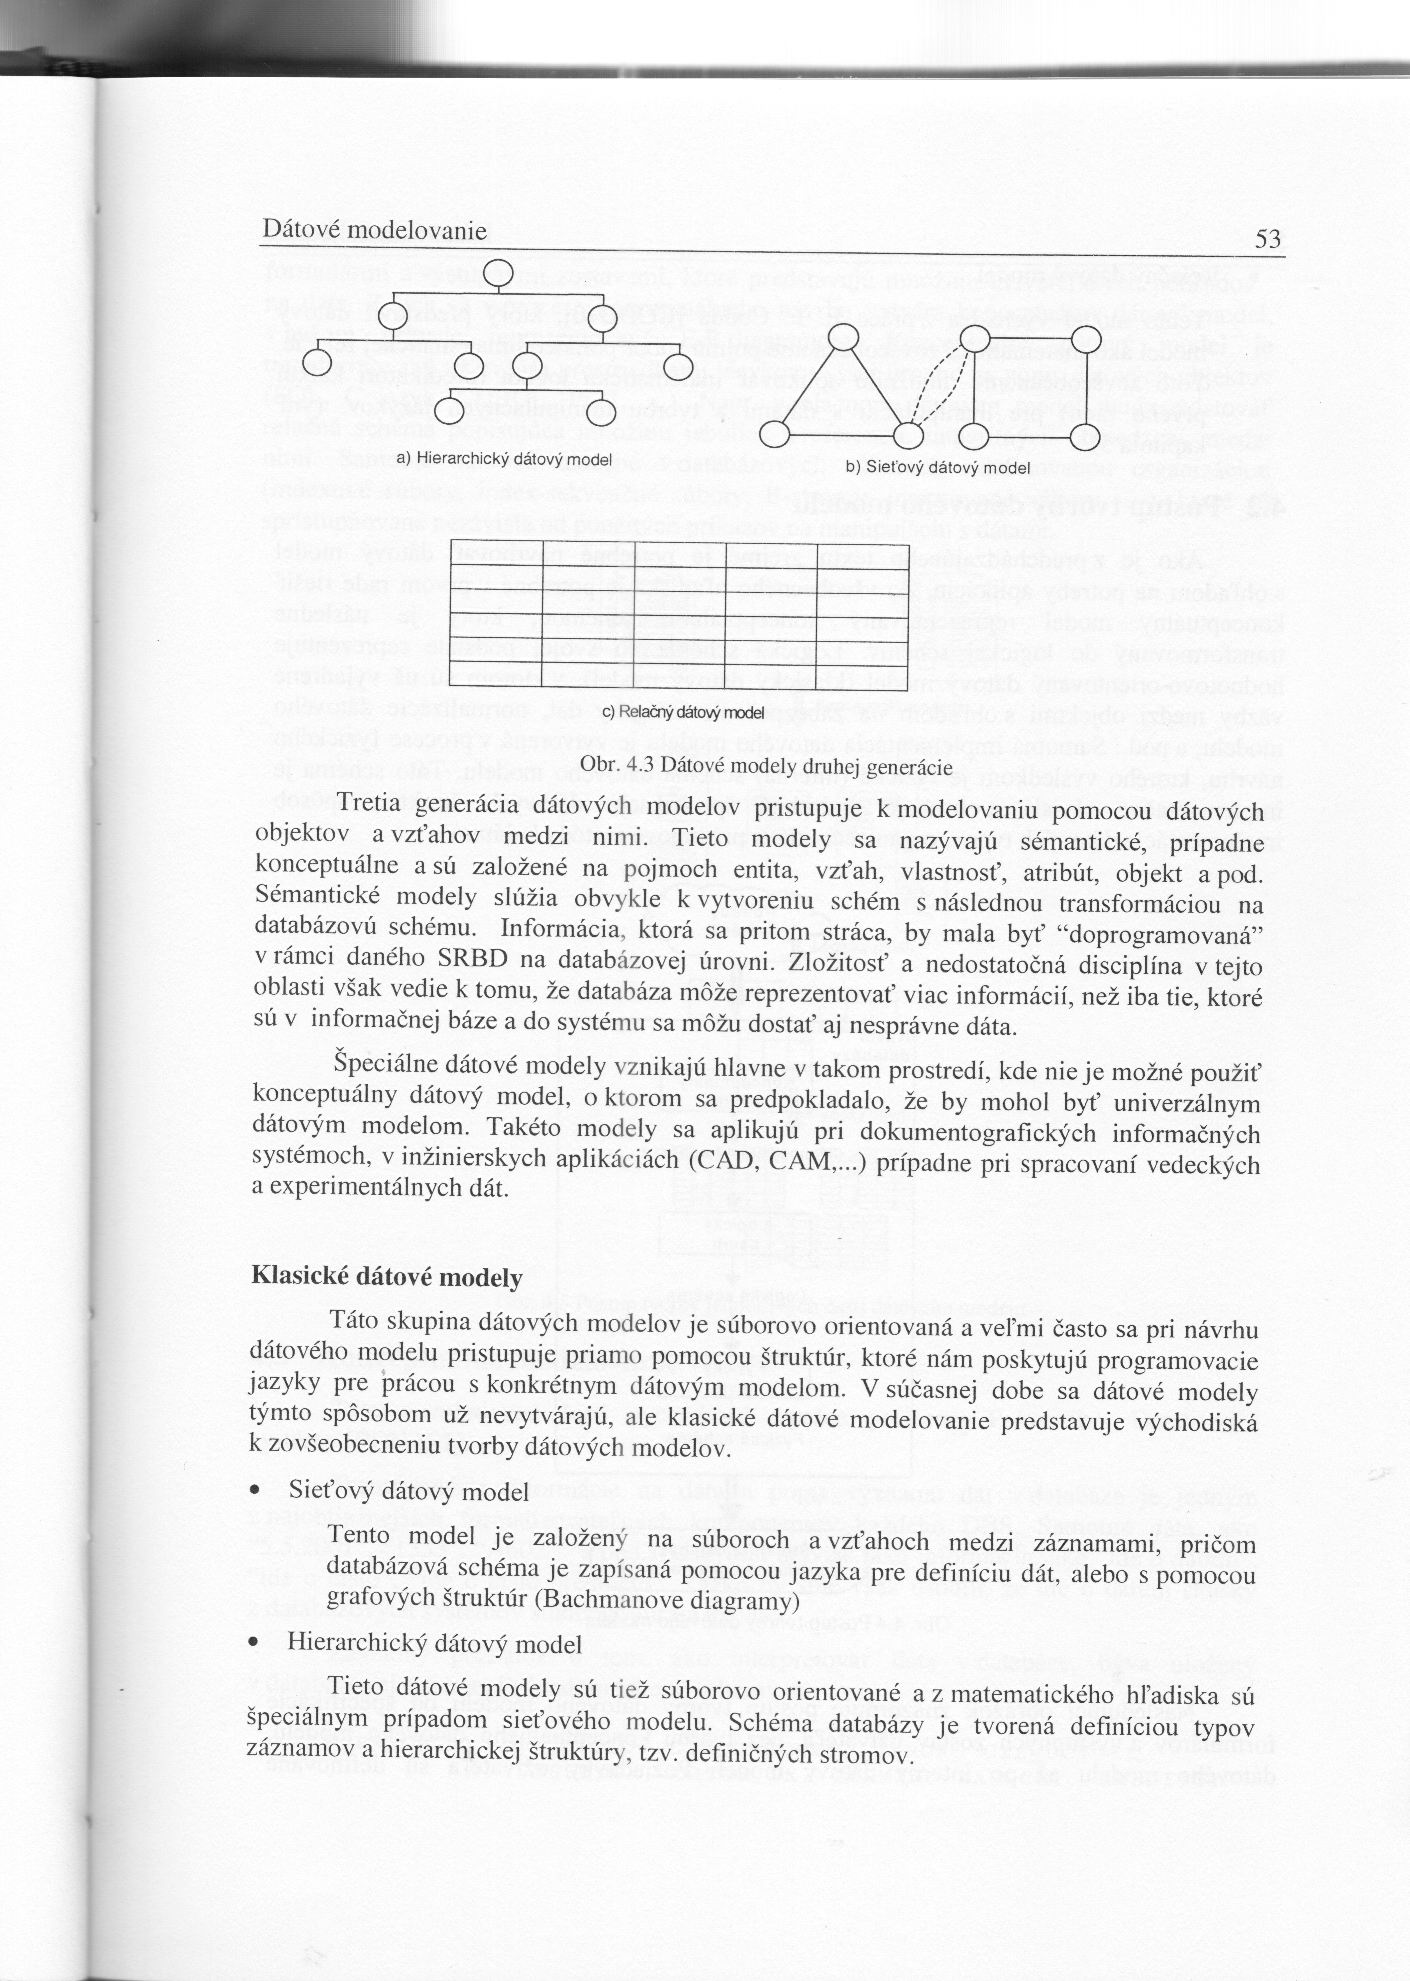 Dátové modelovanie 53
a) Hierarchický dátový model
b) Sieťový dátový model
c) Relačný dátový model
Obr. 4.3 Dátové modely druhej generácie
Tretia generácia dátových modelov pristupuje k modelovaniu pomocou dátových
objektov a vzťahov medzi nimi. Tieto modely sa nazývajú sémantické, prípadne
konceptuálne a sú založené na pojmoch entita, vzťah, vlastnosť, atribút, objekt a pod.
Sémantické modely slúžia obvykle k vytvoreniu schém s následnou transformáciou na
databázovú schému. Informácia, ktorá sa pritom stráca, by mala byť “doprogramovaná”
v rámci daného SRBD na databázovej úrovni. Zložitosť a nedostatočná disciplína v tejto
oblasti však vedie k tomu, že databáza môže reprezentovať viac informácií, než iba tie, ktoré
sú v informačnej báze a do systému sa môžu dostať aj nesprávne dáta.
Špeciálne dátové modely vznikajú hlavne v takom prostredí, kde nie je možné použiť
konceptuálny dátový model, o ktorom sa predpokladalo, že by mohol byť univerzálnym
dátovým modelom. Takéto modely sa aplikujú pri dokumentografických informačných
systémoch, v inžinierskych aplikáciách (CAD, CAM,...) prípadne pri spracovaní vedeckých
a experimentálnych dát.
Klasické dátové modely
Táto skupina dátových modelov je súborovo orientovaná a veľmi často sa pri návrhu
dátového modelu pristupuje priamo pomocou štruktúr, ktoré nám poskytujú programovacie
jazyky pre prácou s konkrétnym dátovým modelom. V súčasnej dobe sa dátové modely
týmto spôsobom už nevytvárajú, ale klasické dátové modelovanie predstavuje východiská
k zovšeobecneniu tvorby dátových modelov.
• Sieťový dátový model
Tento model je založený na súboroch a vzťahoch medzi záznamami, pričom
databázová schéma je zapísaná pomocou jazyka pre definíciu dát, alebo s pomocou
grafových štruktúr (Bachmanove diagramy)
• Hierarchický dátový model
Tieto dátové modely sú tiež súborovo orientované a z matematického hľadiska sú
špeciálnym prípadom sieťového modelu. Schéma databázy je tvorená definíciou typov
záznamov a hierarchickej štruktúry, tzv. definičných stromov.